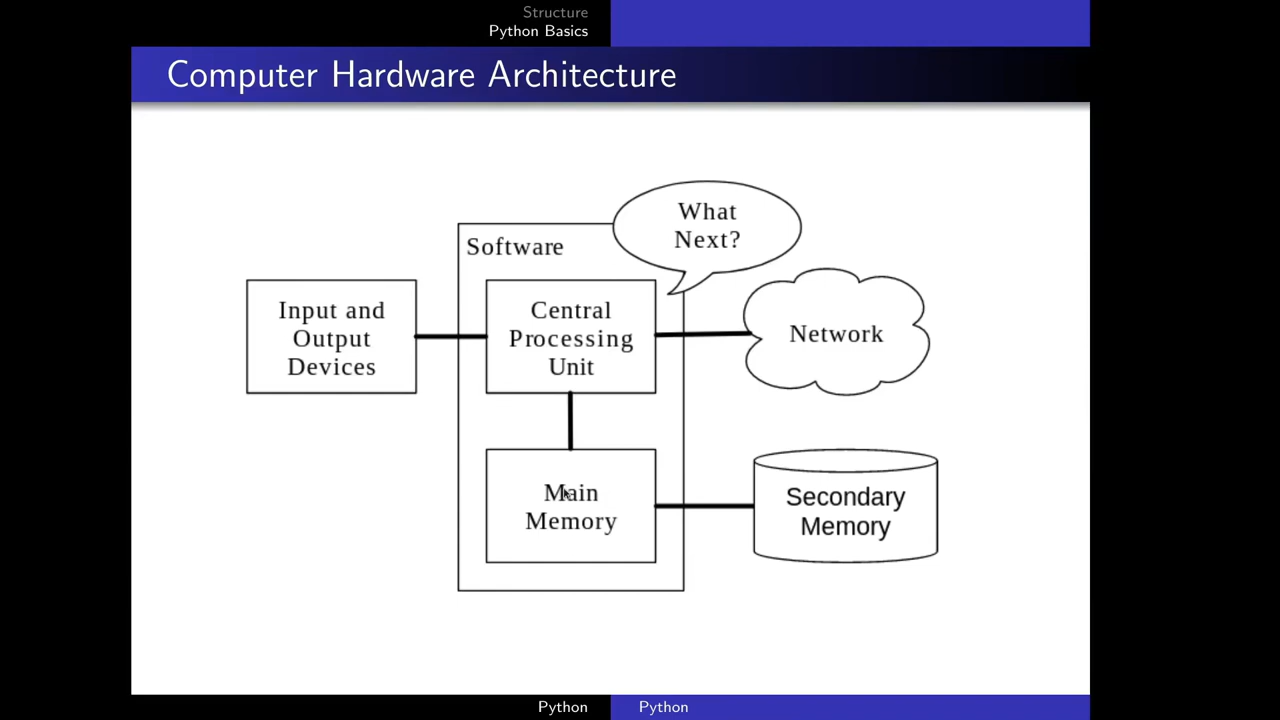 Structure
Python Basics
Computer Hardware Architecture
What
Next?
Software
Input and
Output
Devices
Central
Processing
Unit
Network
Main
Memory
Secondary
Memory
Python
Python